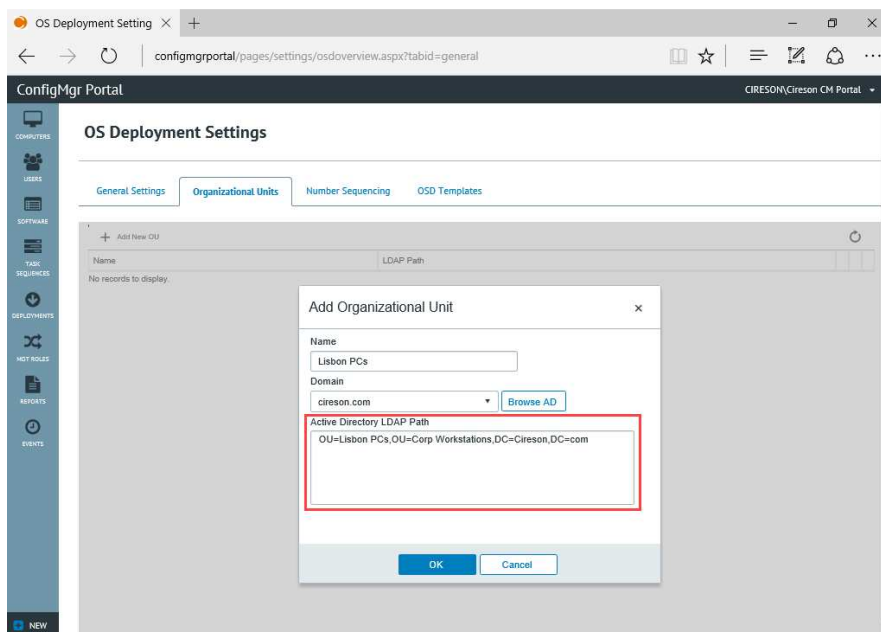 OS Deployment Setting
configmgrportal/pages/settings/osdoverview.aspx?tabid=general
ConfigMgr Portal
CIRESON\Cireson CM Portal
COMPUTERS
USERS
SOFTWARE
TASK
SEQUENCES
DEPLOYMENTS
MGT ROLES
REPORTS
EVENTS
NEW
OS Deployment Settings
General Settings
Organizational Units
Number Sequencing
OSD Templates
Add New OU
Name
LDAP Path
No records to display.
Add Organizational Unit
Name
Lisbon PCs
Domain
cireson.com
Browse AD
Active Directory LDAP Path
OU=Lisbon PCs,OU=Corp Workstations,DC=Cireson,DC=com
OK
Cancel